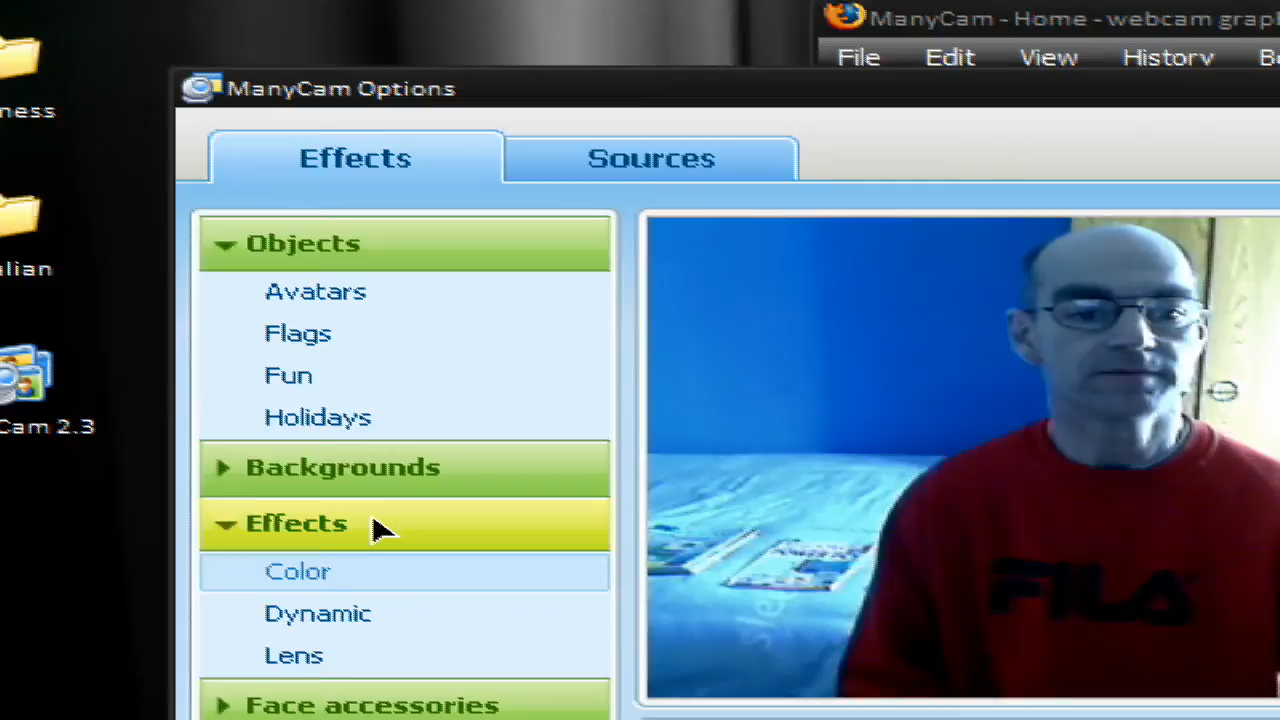 ManyCam - Home - webcam grap
File Edit View History
ness
ManyCam Options
Effects Sources
Objects
alian
Avatars
Flags
Fun
Holidays
Cam 2.3
Backgrounds
Effects
Color
Dynamic
Lens
Face accessories
FILA